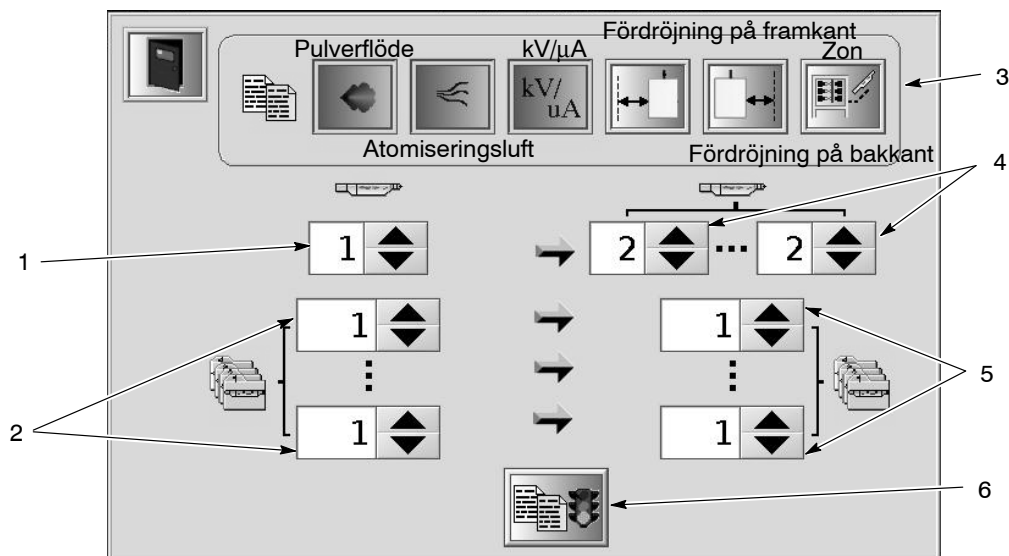 Fördröjning på framkant
Pulverflöde
kV/µA
Zon
kV/
uA
3
Atomiseringsluft
Fördröjning på bakkant
4
1
1
2
2
1
1
2
5
1
1
6